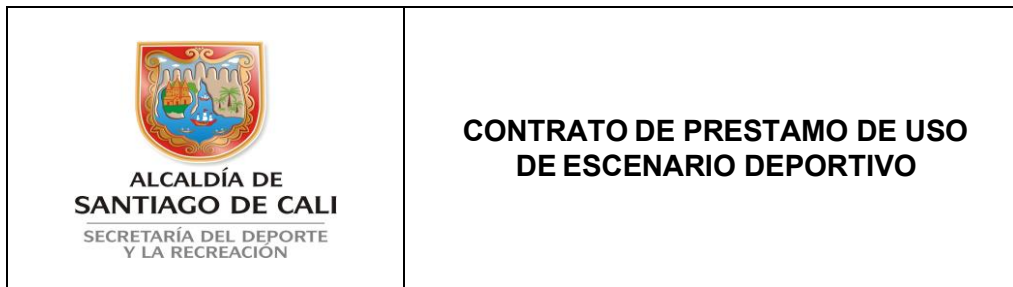 ALCALDÍA DE
SANTIAGO DE CALI
SECRETARÍA DEL DEPORTE
Y LA RECREACIÓN
CONTRATO DE PRESTAMO DE USO
DE ESCENARIO DEPORTIVO